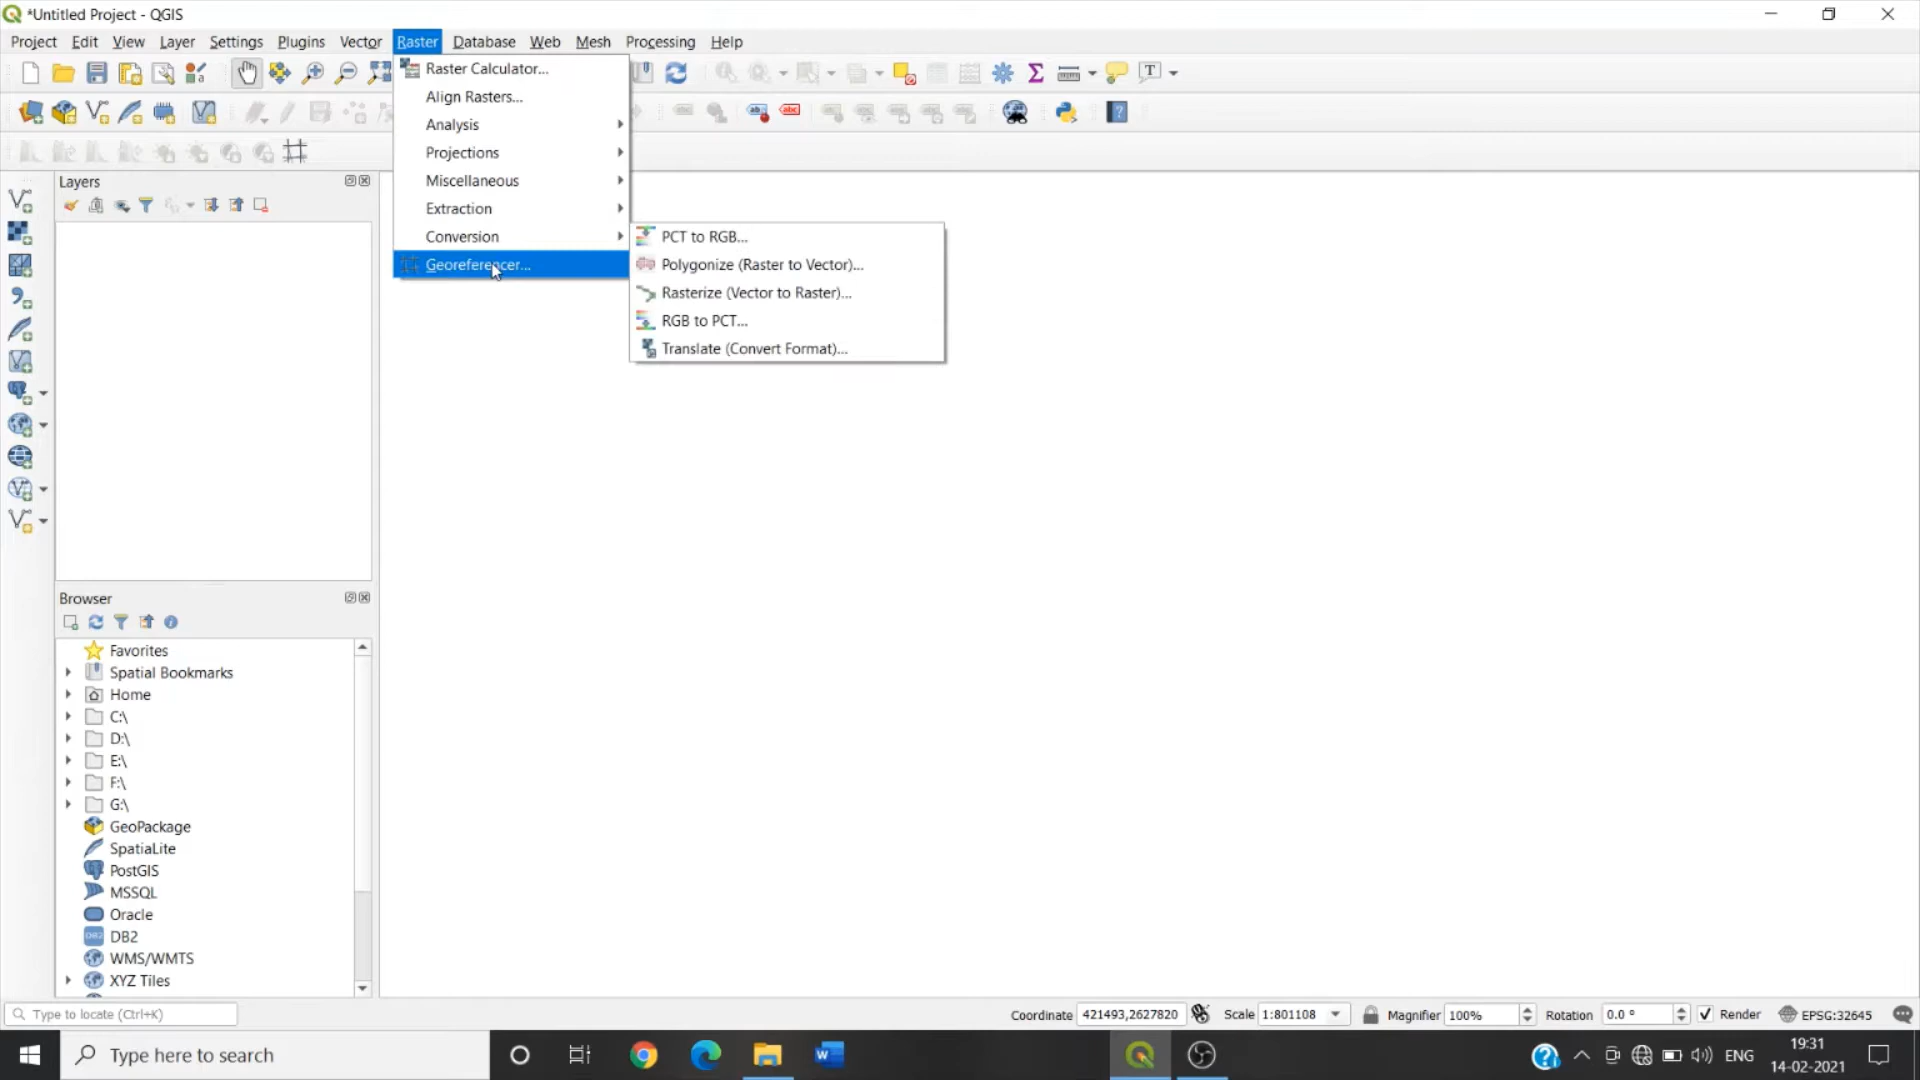 *Untitled Project - QGIS
Project Edit View Layer Settings Plugins Vector Raster Database Web Mesh Processing Help
Raster Calculator...
Align Rasters...
Analysis
Projections
Miscellaneous
Extraction
Conversion
Georeferencer...
PCT to RGB...
Polygonize (Raster to Vector)...
Rasterize (Vector to Raster)...
RGB to PCT...
Translate (Convert Format)...
Layers
Browser
Favorites
Spatial Bookmarks
Home
C:\
D:\
E:\
F:\
G:\
GeoPackage
SpatiaLite
PostGIS
MSSQL
Oracle
DB2
WMS/WMTS
XYZ Tiles
Type to locate (Ctrl+K)
Coordinate 421493,2627820 Scale 1:801108 Magnifier 100% Rotation 0.0 ° Render EPSG:32645
Type here to search
ENG
19:31
14-02-2021